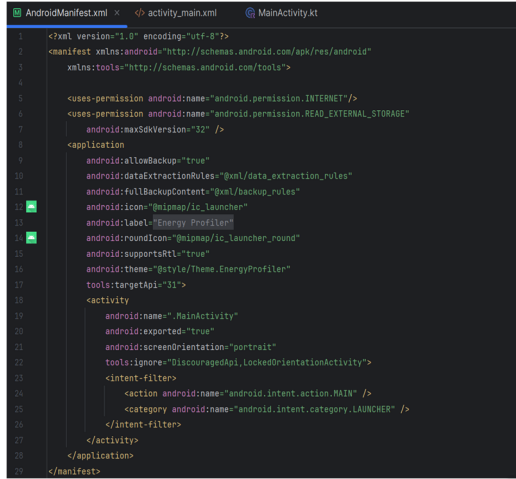 AndroidManifest.xml × </> activity_main.xml MainActivity.kt
1 <?xml version="1.0" encoding="utf-8"?>
2 <manifest xmlns:android="http://schemas.android.com/apk/res/android"
3 xmlns:tools="http://schemas.android.com/tools">
4
5 <uses-permission android:name="android.permission.INTERNET"/>
6 <uses-permission android:name="android.permission.READ_EXTERNAL_STORAGE"
7 android:maxSdkVersion="32" />
8 <application
9 android:allowBackup="true"
10 android:dataExtractionRules="@xml/data_extraction_rules"
11 android:fullBackupContent="@xml/backup_rules"
12 android:icon="@mipmap/ic_launcher"
13 android:label="Energy Profiler"
14 android:roundIcon="@mipmap/ic_launcher_round"
15 android:supportsRtl="true"
16 android:theme="@style/Theme.EnergyProfiler"
17 tools:targetApi="31">
18 <activity
19 android:name=".MainActivity"
20 android:exported="true"
21 android:screenOrientation="portrait"
22 tools:ignore="DiscouragedApi,LockedOrientationActivity">
23 <intent-filter>
24 <action android:name="android.intent.action.MAIN" />
25 <category android:name="android.intent.category.LAUNCHER" />
26 </intent-filter>
27 </activity>
28 </application>
29 </manifest>